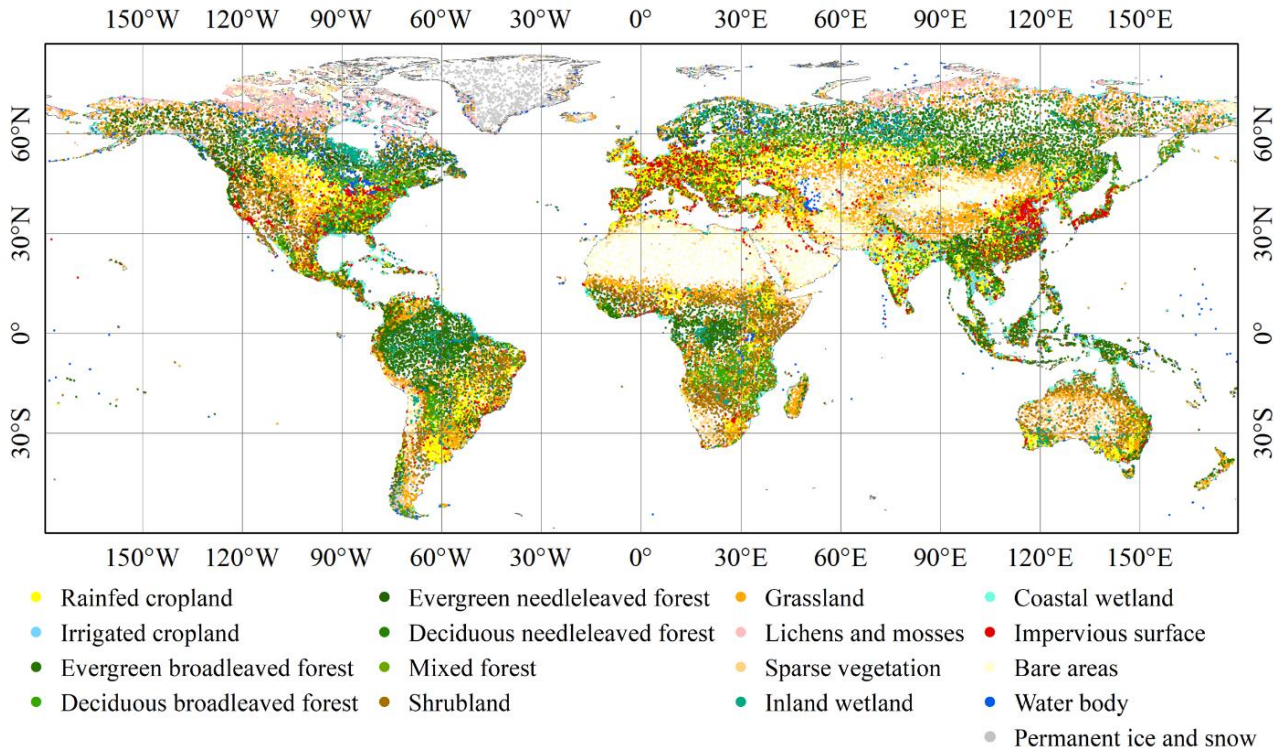 150°W 120°W 90°W 60°W 30°W 0° 30°E 60°E 90°E 120°E 150°E
60°N 60°N
30°N 30°N
0° 0°
30°S 30°S
150°W 120°W 90°W 60°W 30°W 0° 30°E 60°E 90°E 120°E 150°E
Rainfed cropland Evergreen needleleaved forest Grassland Coastal wetland
Irrigated cropland Deciduous needleleaved forest Lichens and mosses Impervious surface
Evergreen broadleaved forest Mixed forest Sparse vegetation Bare areas
Deciduous broadleaved forest Shrubland Inland wetland Water body
Permanent ice and snow